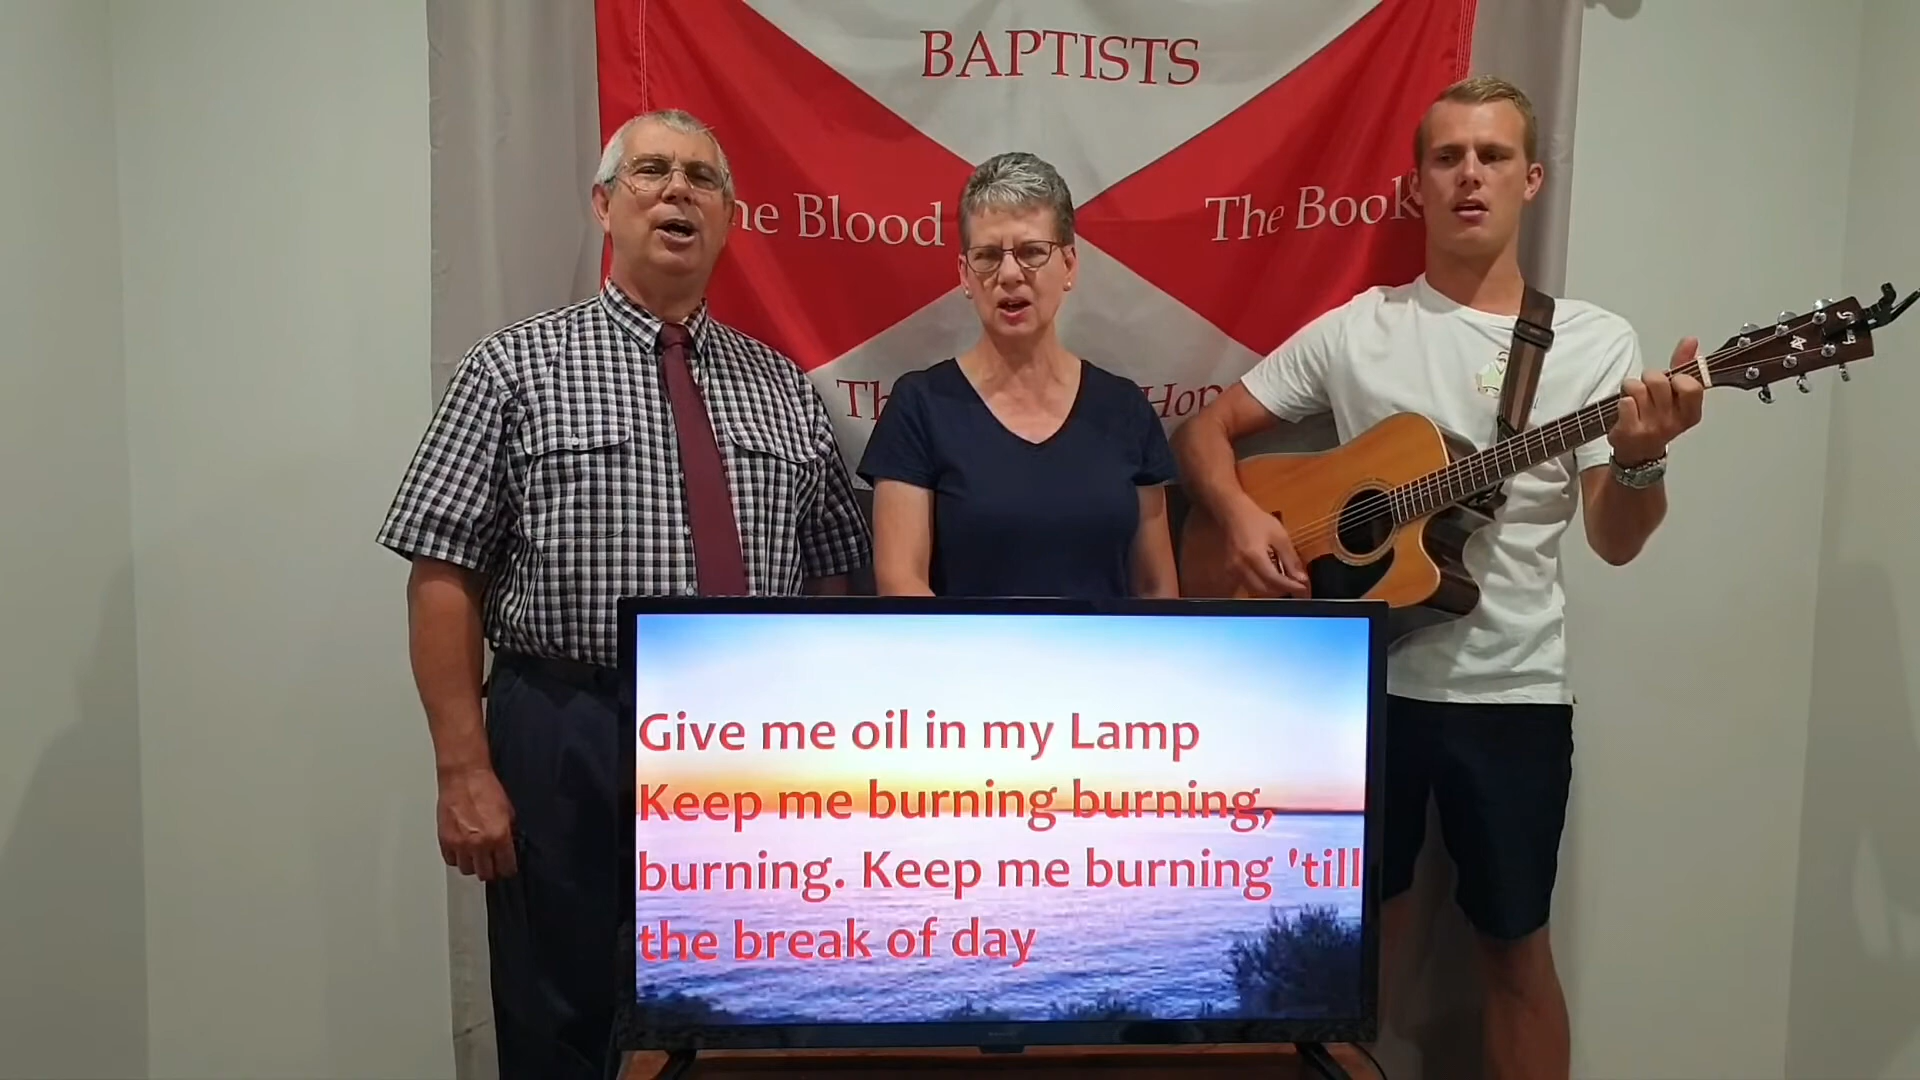 BAPTISTS
The Blood
The Book
Give me oil in my Lamp
Keep me burning burning,
burning. Keep me burning 'till
the break of day